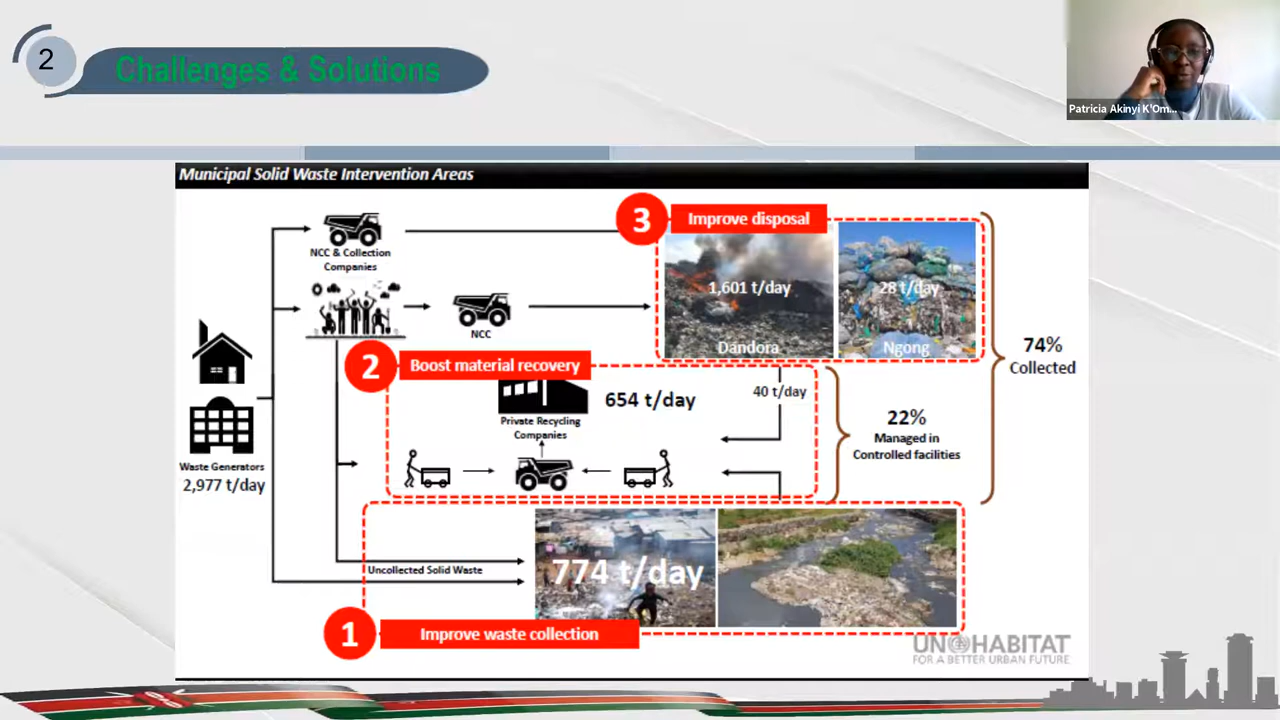 2
Challenges & Solutions
Patricia Akinyi K'Om...
Municipal Solid Waste Intervention Areas
3
Improve disposal
NCC & Collection
Companies
1,601 t/day
28 t/day
NCC
Dandora
Ngong
74%
Collected
2
Boost material recovery
654 t/day
40 t/day
Private Recycling
Companies
22%
Managed in
Controlled facilities
Waste Generators
2,977 t/day
Uncollected Solid Waste
774 t/day
1
Improve waste collection
UN HABITAT
FOR A BETTER URBAN FUTURE